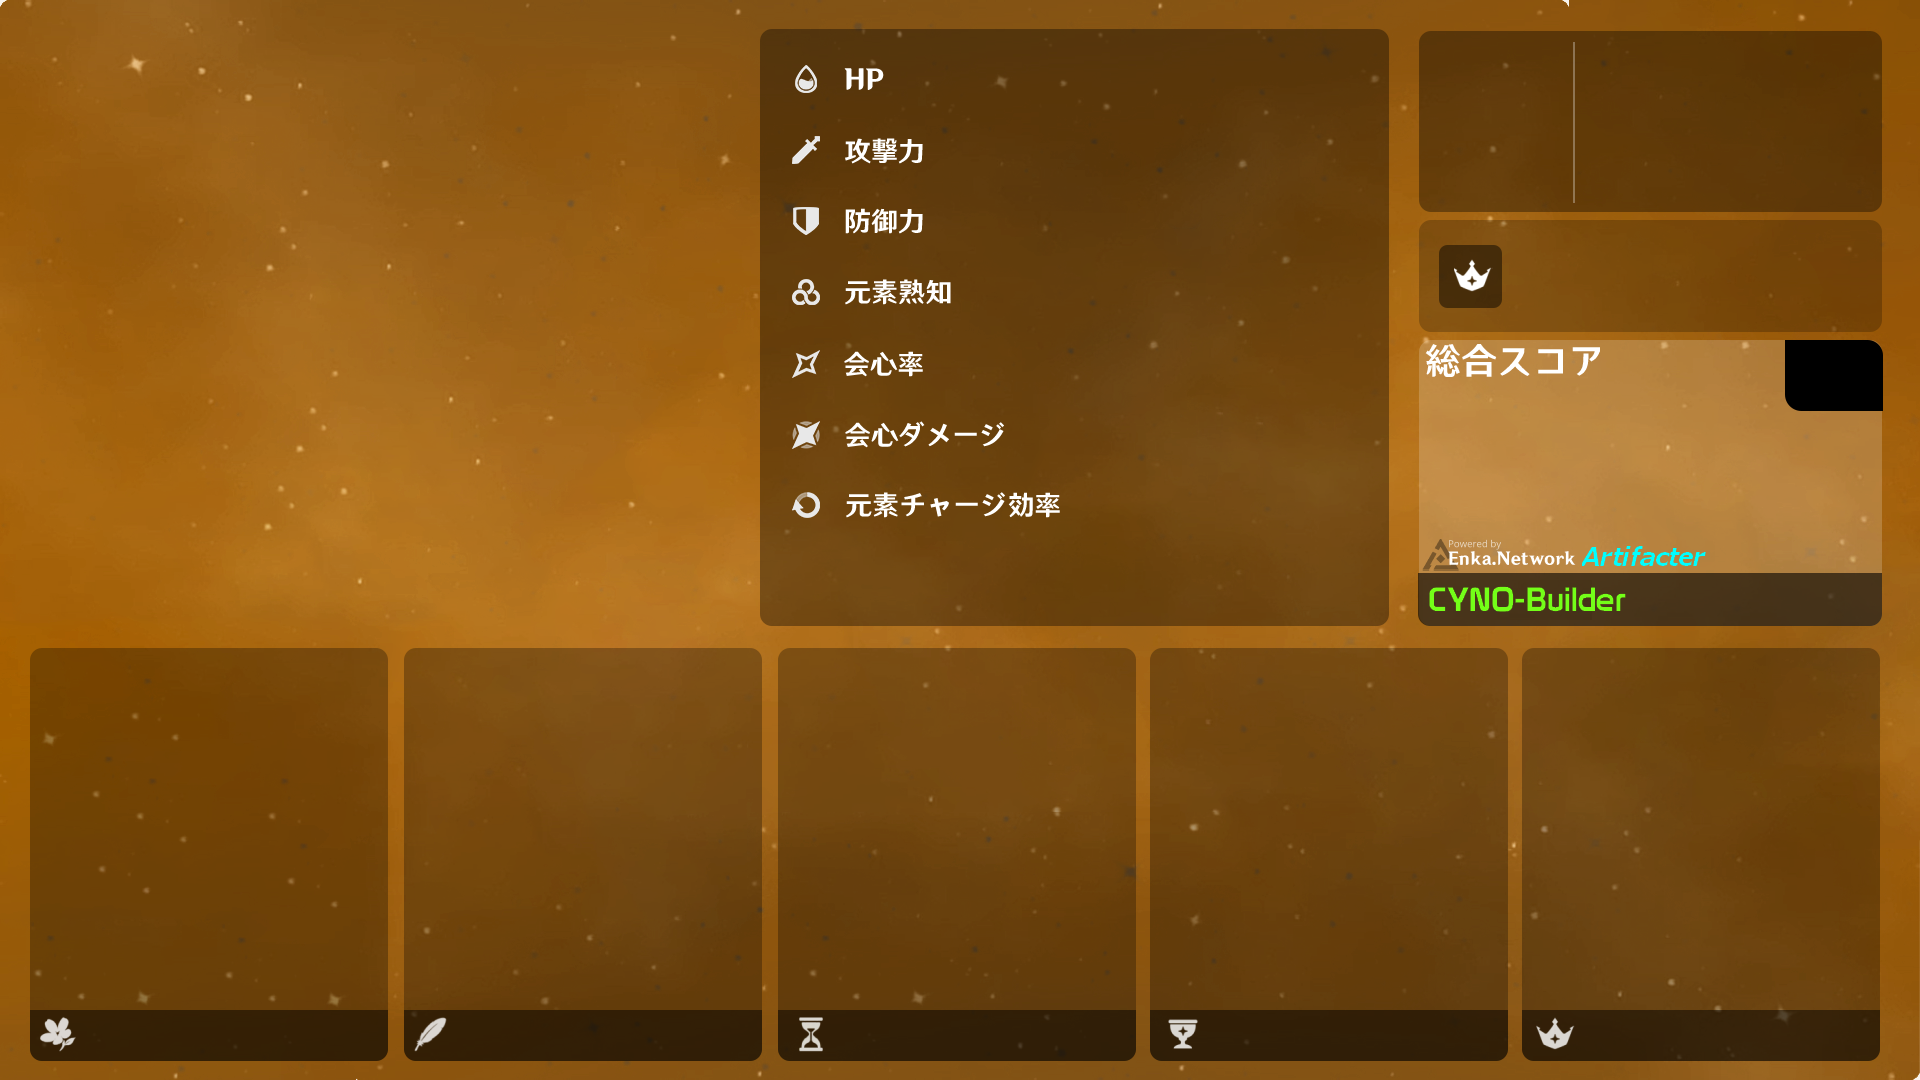 HP
攻撃力
防御力
元素熟知
会心率
会心ダメージ
元素チャージ効率
総合スコア
Powered by
Enka.Network Artifacter
CYNO-Builder